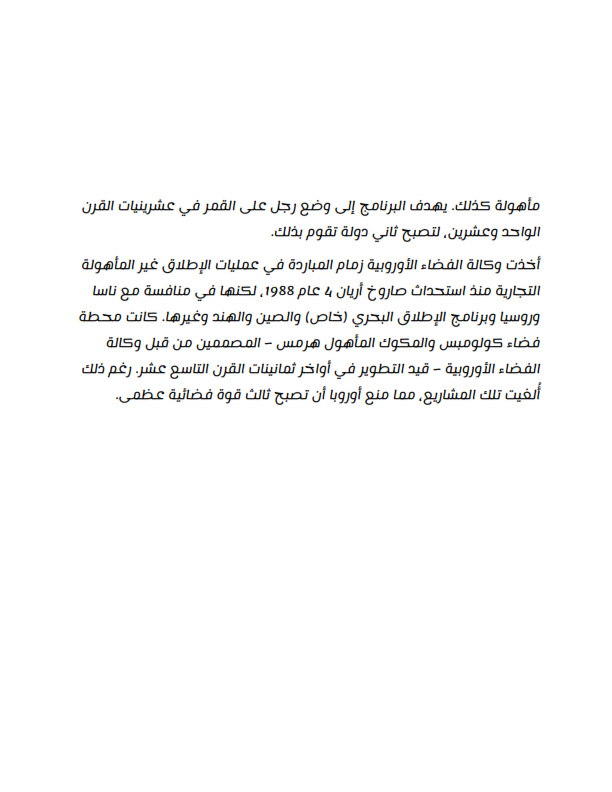 مأهولة كذلك. يهدف البرنامج إلى وضع رجل على القمر في عشرينيات القرن
الواحد وعشرين، لتصبح ثاني دولة تقوم بذلك.
أخذت وكالة الفضاء الأوروبية زمام المباردة في عمليات الإطلاق غير المأهولة
التجارية منذ استحداث صاروخ أريان 4 عام 1988، لكنها في منافسة مع ناسا
وروسيا وبرنامج الإطلاق البحري (خاص) والصين والهند وغيرها. كانت محطة
فضاء كولومبس والمكوك المأهول هرمس – المصممين من قبل وكالة
الفضاء الأوروبية – قيد التطوير في أواخر ثمانينات القرن التاسع عشر. رغم ذلك
ألغيت تلك المشاريع، مما منع أوروبا أن تصبح ثالث قوة فضائية عظمى.